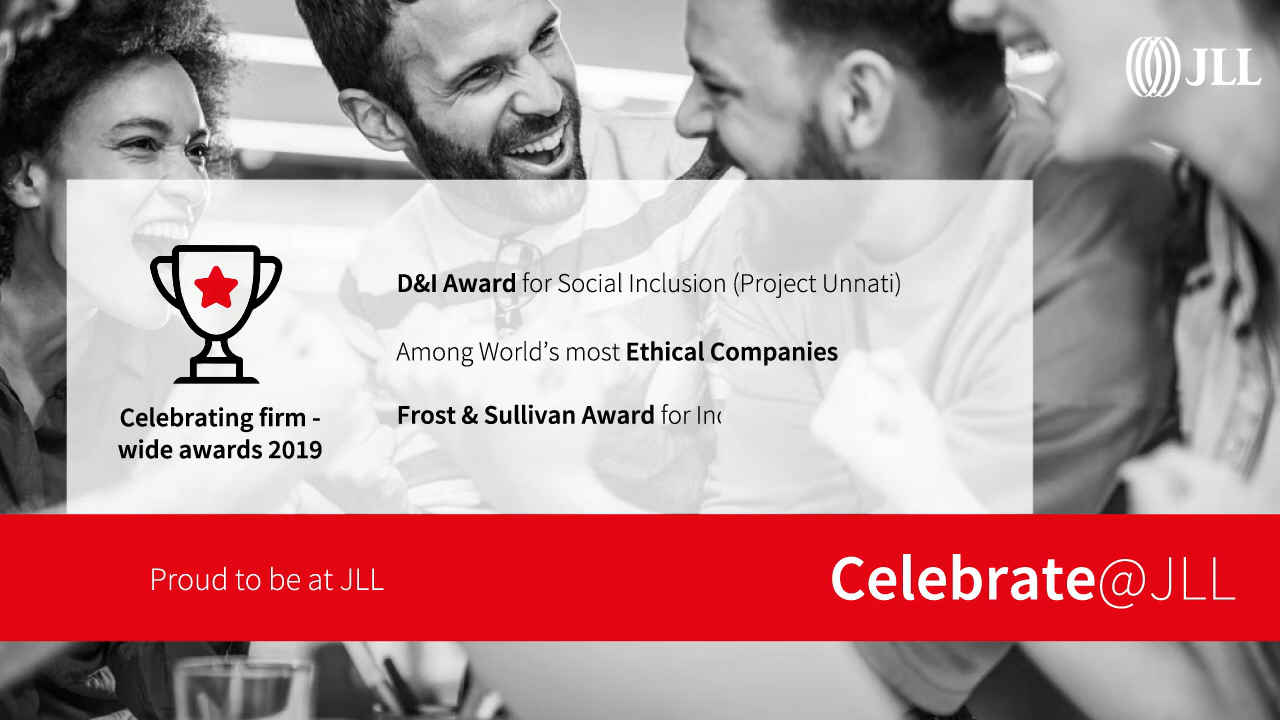 JLL
D&I Award for Social Inclusion (Project Unnati)
Among World’s most Ethical Companies
Frost & Sullivan Award for
Celebrating firm -
wide awards 2019
Proud to be at JLL
Celebrate@JLL